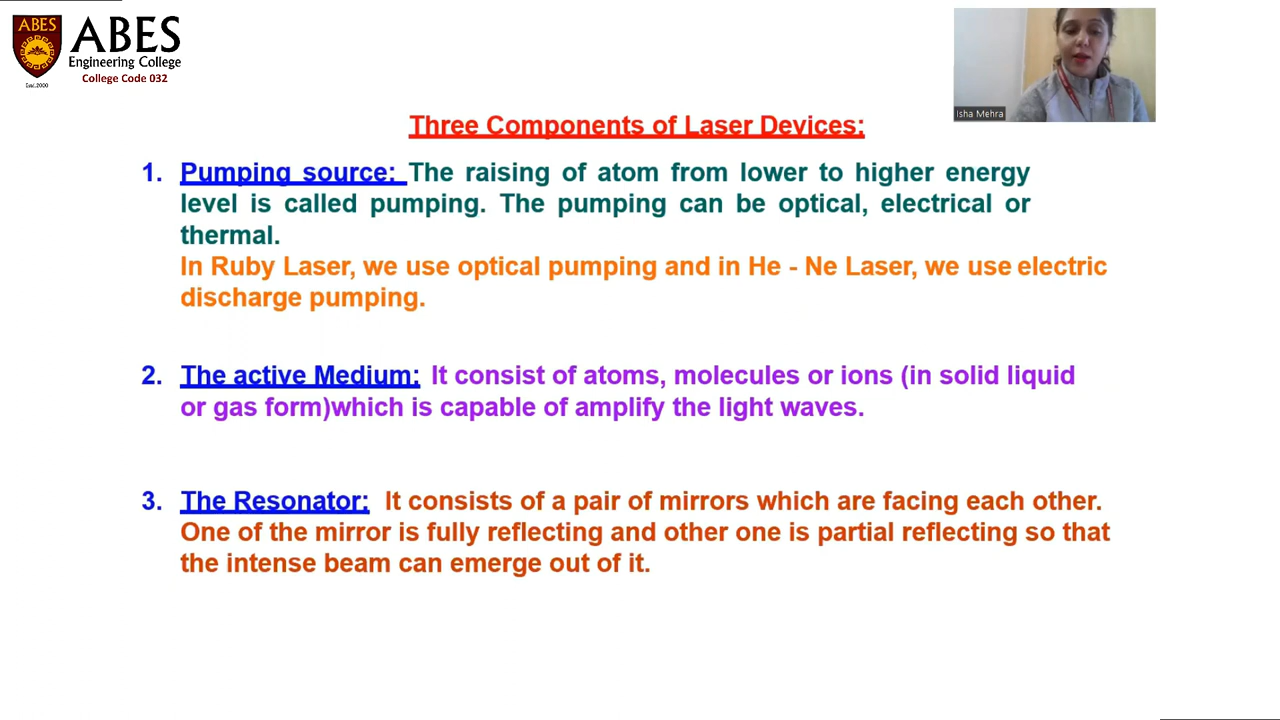 ABES
ABES
Engineering College
College Code 032
Estd.2000
Isha Mehra
Three Components of Laser Devices:
1. Pumping source: The raising of atom from lower to higher energy
level is called pumping. The pumping can be optical, electrical or
thermal.
In Ruby Laser, we use optical pumping and in He - Ne Laser, we use electric
discharge pumping.
2. The active Medium: It consist of atoms, molecules or ions (in solid liquid
or gas form)which is capable of amplify the light waves.
3. The Resonator: It consists of a pair of mirrors which are facing each other.
One of the mirror is fully reflecting and other one is partial reflecting so that
the intense beam can emerge out of it.